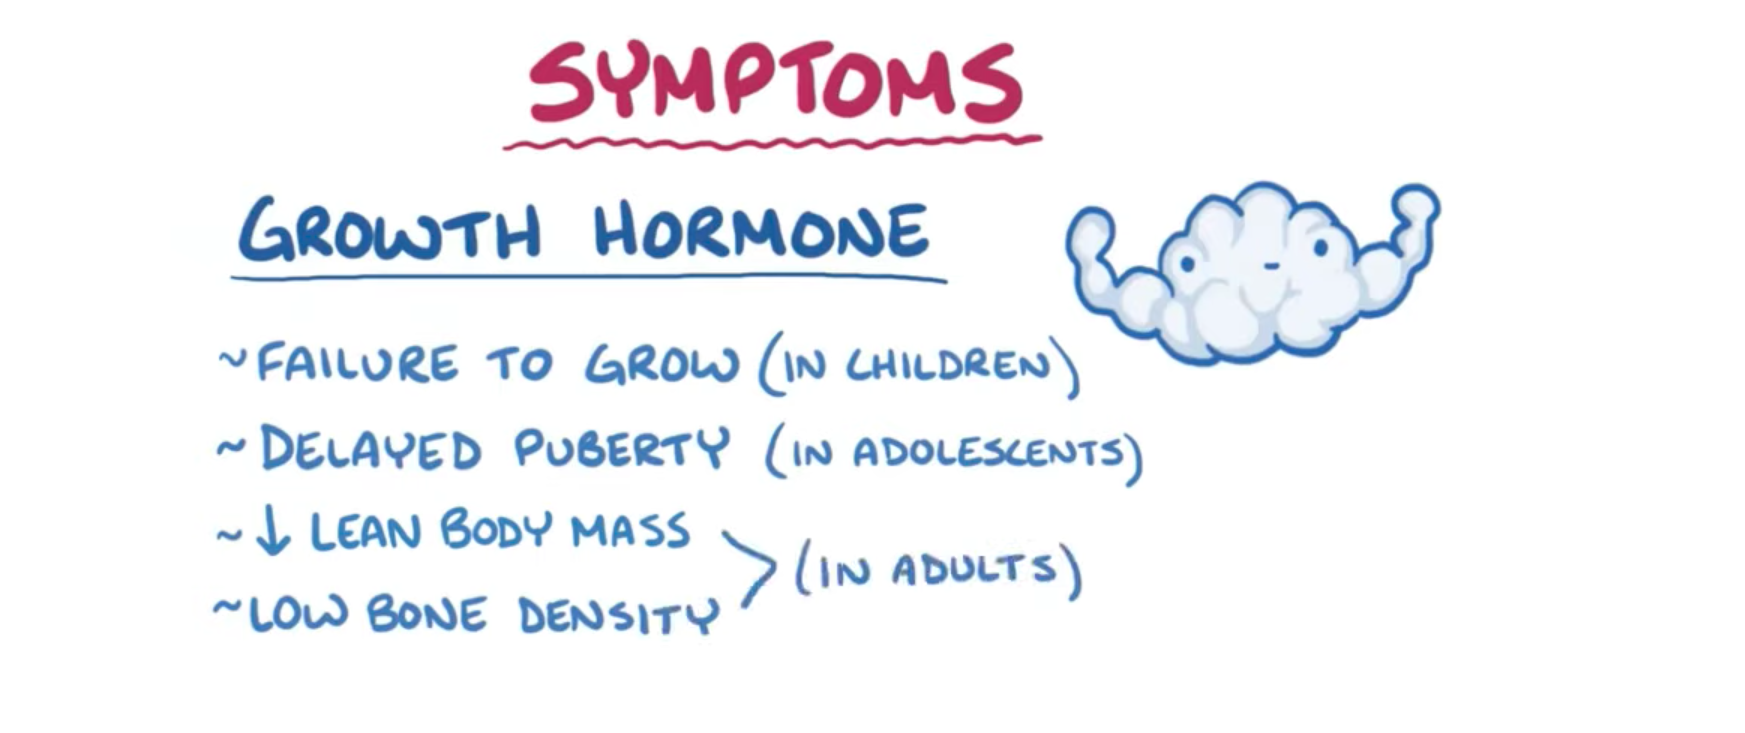 SYMPTOMS
GROWTH HORMONE
~FAILURE TO GROW (IN CHILDREN)
~DELAYED PUBERTY (IN ADOLESCENTS)
~↓ LEAN BODY MASS
(IN ADULTS)
~LOW BONE DENSITY